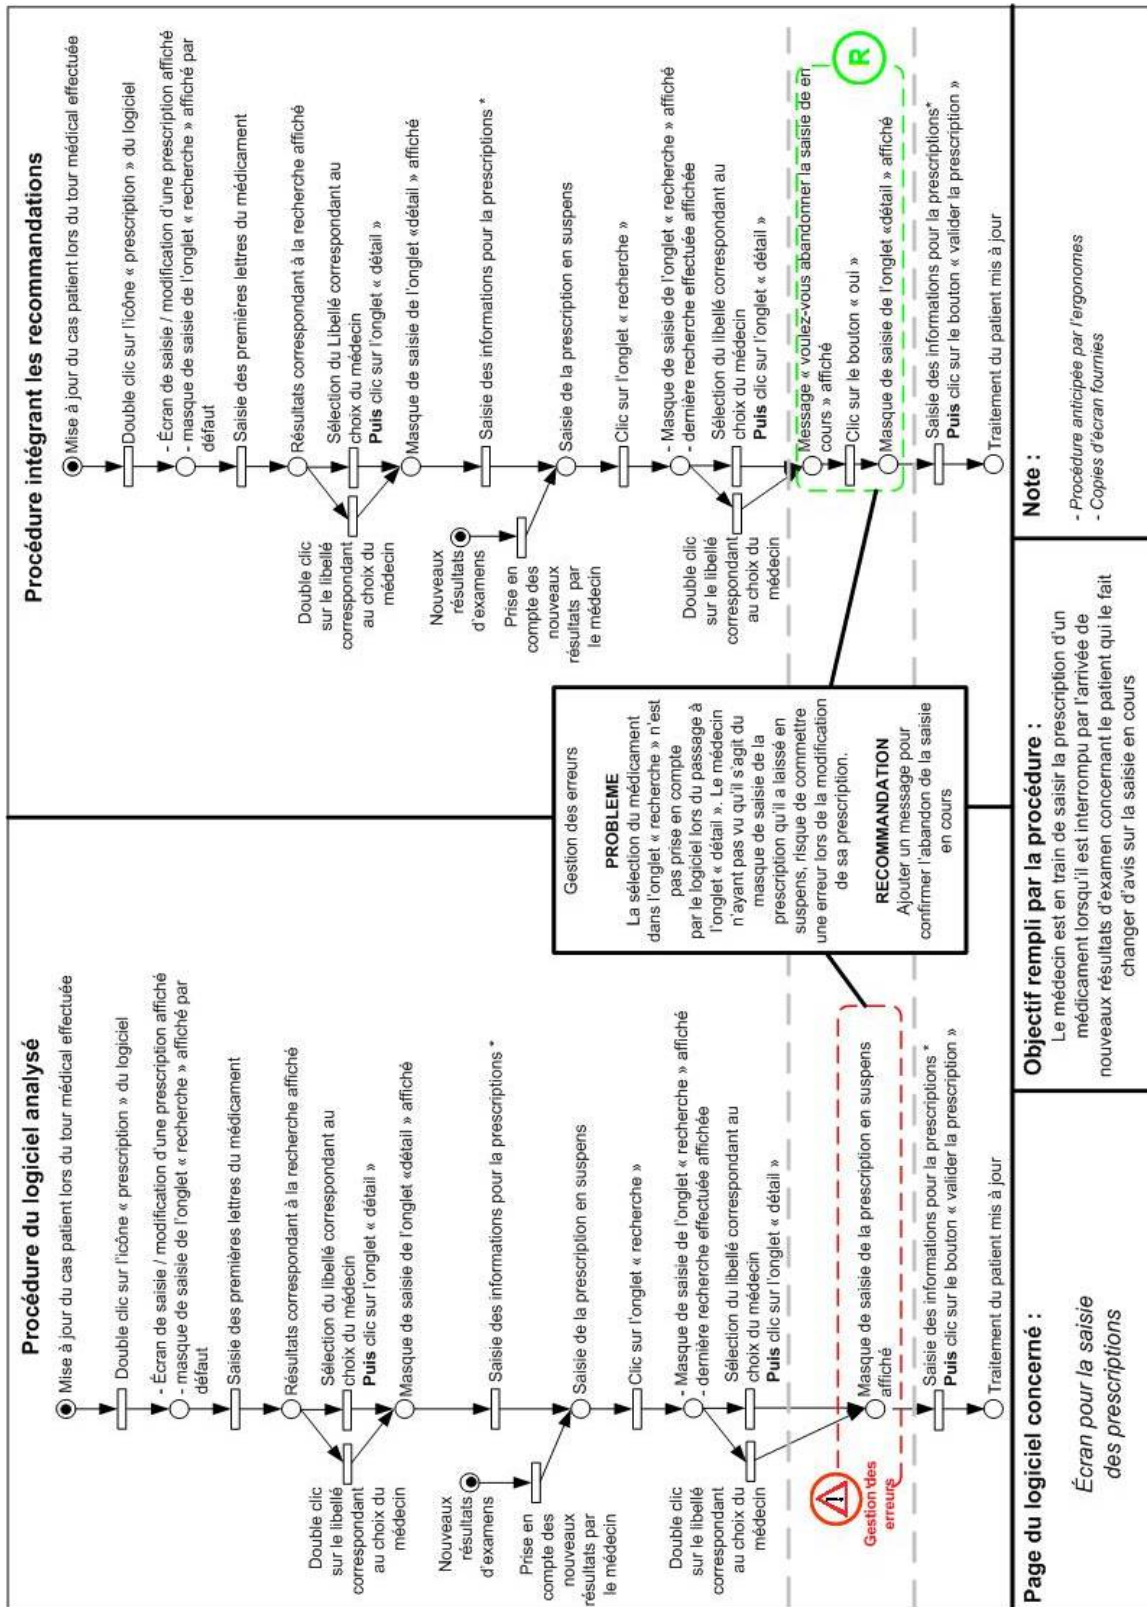 Procédure du logiciel analysé
Mise à jour du cas patient lors du tour médical effectuée
Double clic sur l'icône « prescription » du logiciel
- Écran de saisie / modification d'une prescription affiché
- masque de saisie de l'onglet « recherche » affiché par
défaut
Saisie des premières lettres du médicament
Résultats correspondant à la recherche affiché
Sélection du libellé correspondant au
choix du médecin
Puis clic sur l'onglet « détail »
Double clic
sur le libellé
correspondant
au choix du
médecin
Masque de saisie de l'onglet «détail » affiché
Saisie des informations pour la prescriptions *
Nouveaux
résultats
d'examens
Prise en
compte des
nouveaux
résultats par
le médecin
Saisie de la prescription en suspens
Clic sur l'onglet « recherche »
- Masque de saisie de l'onglet « recherche » affiché
- dernière recherche effectuée affichée
Sélection du libellé correspondant au
choix du médecin
Puis clic sur l'onglet « détail »
Double clic
sur le libellé
correspondant
au choix du
médecin
Gestion des
erreurs
Masque de saisie de la prescription en suspens
affiché
Saisie des informations pour la prescriptions *
Puis clic sur le bouton « valider la prescription »
Traitement du patient mis à jour
Gestion des erreurs
PROBLEME
La sélection du médicament
dans l'onglet « recherche » n'est
pas prise en compte
par le logiciel lors du passage à
l'onglet « détail ». Le médecin
n'ayant pas vu qu'il s'agit du
masque de saisie de la
prescription qu'il a laissé en
suspens, risque de commettre
une erreur lors de la modification
de sa prescription.
RECOMMANDATION
Ajouter un message pour
confirmer l'abandon de la saisie
en cours
Procédure intégrant les recommandations
Mise à jour du cas patient lors du tour médical effectuée
Double clic sur l'icône « prescription » du logiciel
- Écran de saisie / modification d'une prescription affiché
- masque de saisie de l'onglet « recherche » affiché par
défaut
Saisie des premières lettres du médicament
Résultats correspondant à la recherche affiché
Sélection du Libellé correspondant au
choix du médecin
Puis clic sur l'onglet « détail »
Double clic
sur le libellé
correspondant
au choix du
médecin
Masque de saisie de l'onglet «détail » affiché
Saisie des informations pour la prescriptions *
Nouveaux
résultats
d'examens
Prise en
compte des
nouveaux
résultats par
le médecin
Saisie de la prescription en suspens
Clic sur l'onglet « recherche »
- Masque de saisie de l'onglet « recherche » affiché
- dernière recherche effectuée affichée
Sélection du libellé correspondant au
choix du médecin
Puis clic sur l'onglet « détail »
Double clic
sur le libellé
correspondant
au choix du
médecin
Message « voulez-vous abandonner la saisie de en
cours » affiché
Clic sur le bouton « oui »
Masque de saisie de l'onglet «détail » affiché
R
Saisie des informations pour la prescriptions*
Puis clic sur le bouton « valider la prescription »
Traitement du patient mis à jour
Page du logiciel concerné :
Écran pour la saisie
des prescriptions
Objectif rempli par la procédure :
Le médecin est en train de saisir la prescription d'un
médicament lorsqu'il est interrompu par l'arrivée de
nouveaux résultats d'examen concernant le patient qui le fait
changer d'avis sur la saisie en cours
Note :
- Procédure anticipée par l'ergonomes
- Copies d'écran fournies